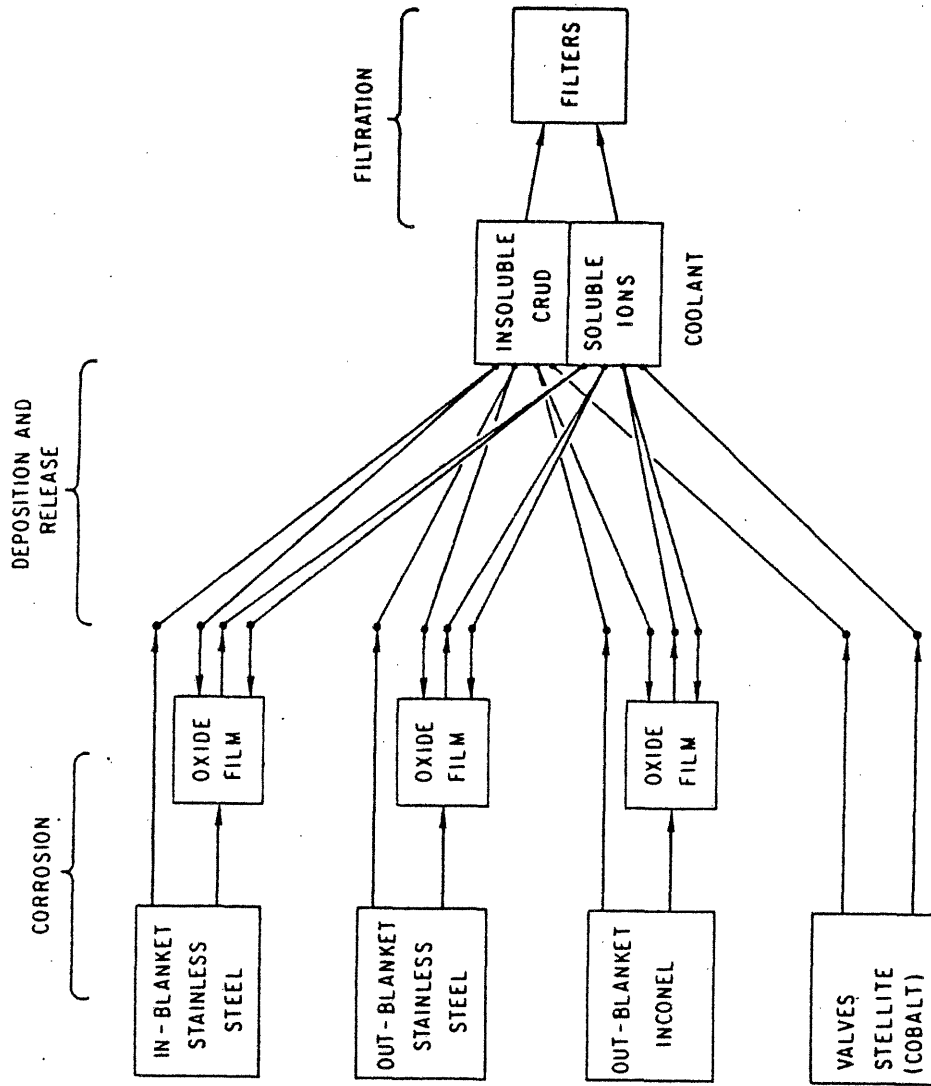 CORROSION
DEPOSITION AND
RELEASE
FILTRATION
IN-BLANKET
STAINLESS
STEEL
OXIDE
FILM
OUT-BLANKET
STAINLESS
STEEL
OXIDE
FILM
OUT-BLANKET
INCONEL
OXIDE
FILM
VALVES
STELLITE
(COBALT)
INSOLUBLE
CRUD
SOLUBLE
IONS
COOLANT
FILTERS